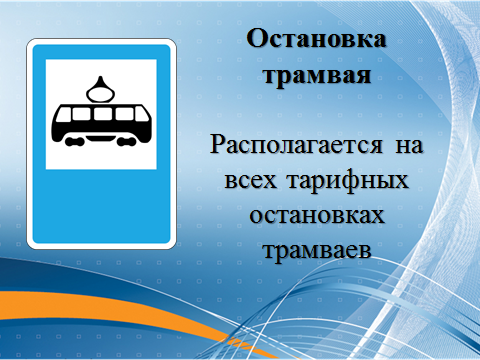 Остановка
трамвая
Располагается на
всех тарифных
остановках
трамваев